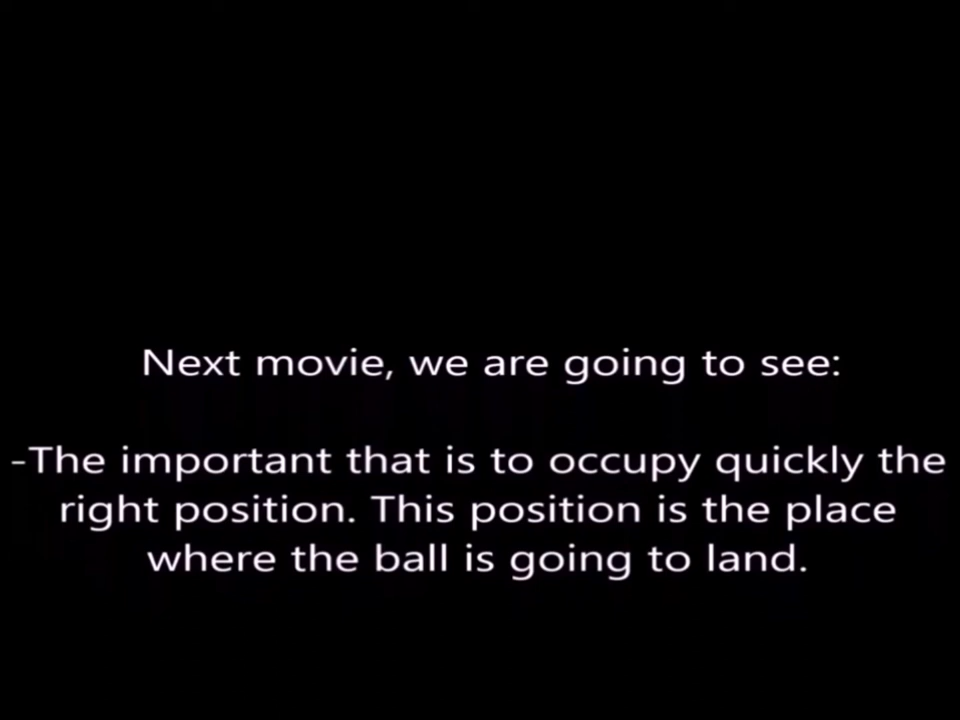 Next movie, we are going to see:
-The important that is to occupy quickly the
right position. This position is the place
where the ball is going to land.